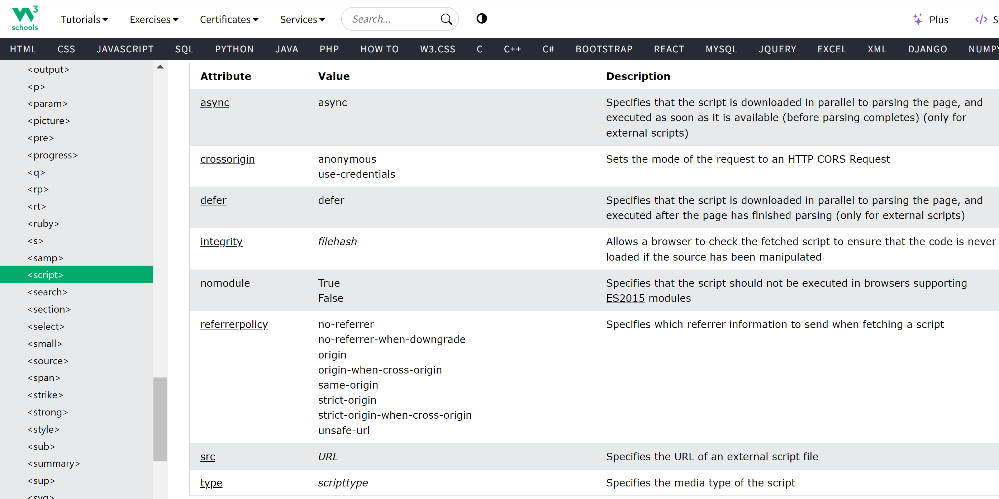 W3
schools
Tutorials Exercises Certificates Services Search... Plus
HTML CSS JAVASCRIPT SQL PYTHON JAVA PHP HOW TO W3.CSS C C++ C# BOOTSTRAP REACT MYSQL JQUERY EXCEL XML DJANGO NUMPY
<output>
<p>
<param>
<picture>
<pre>
<progress>
<q>
<rp>
<rt>
<ruby>
<s>
<samp>
<script>
<search>
<section>
<select>
<small>
<source>
<span>
<strike>
<strong>
<style>
<sub>
<summary>
<sup>
<svg>
Attribute Value Description
async async Specifies that the script is downloaded in parallel to parsing the page, and
executed as soon as it is available (before parsing completes) (only for
external scripts)
crossorigin anonymous Sets the mode of the request to an HTTP CORS Request
use-credentials
defer defer Specifies that the script is downloaded in parallel to parsing the page, and
executed after the page has finished parsing (only for external scripts)
integrity filehash Allows a browser to check the fetched script to ensure that the code is never
loaded if the source has been manipulated
nomodule True Specifies that the script should not be executed in browsers supporting
False ES2015 modules
referrerpolicy no-referrer Specifies which referrer information to send when fetching a script
no-referrer-when-downgrade
origin
origin-when-cross-origin
same-origin
strict-origin
strict-origin-when-cross-origin
unsafe-url
src URL Specifies the URL of an external script file
type scripttype Specifies the media type of the script